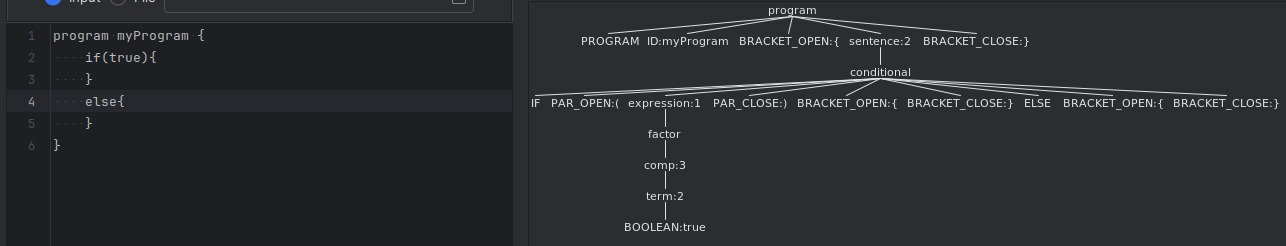 Input File
1 program myProgram {
2 ····if(true){
3 ····}
4 ····else{
5 ····}
6 }
program
PROGRAM ID:myProgram BRACKET_OPEN:{ sentence:2 BRACKET_CLOSE:}
conditional
IF PAR_OPEN:( expression:1 PAR_CLOSE:) BRACKET_OPEN:{ BRACKET_CLOSE:} ELSE BRACKET_OPEN:{ BRACKET_CLOSE:}
factor
comp:3
term:2
BOOLEAN:true